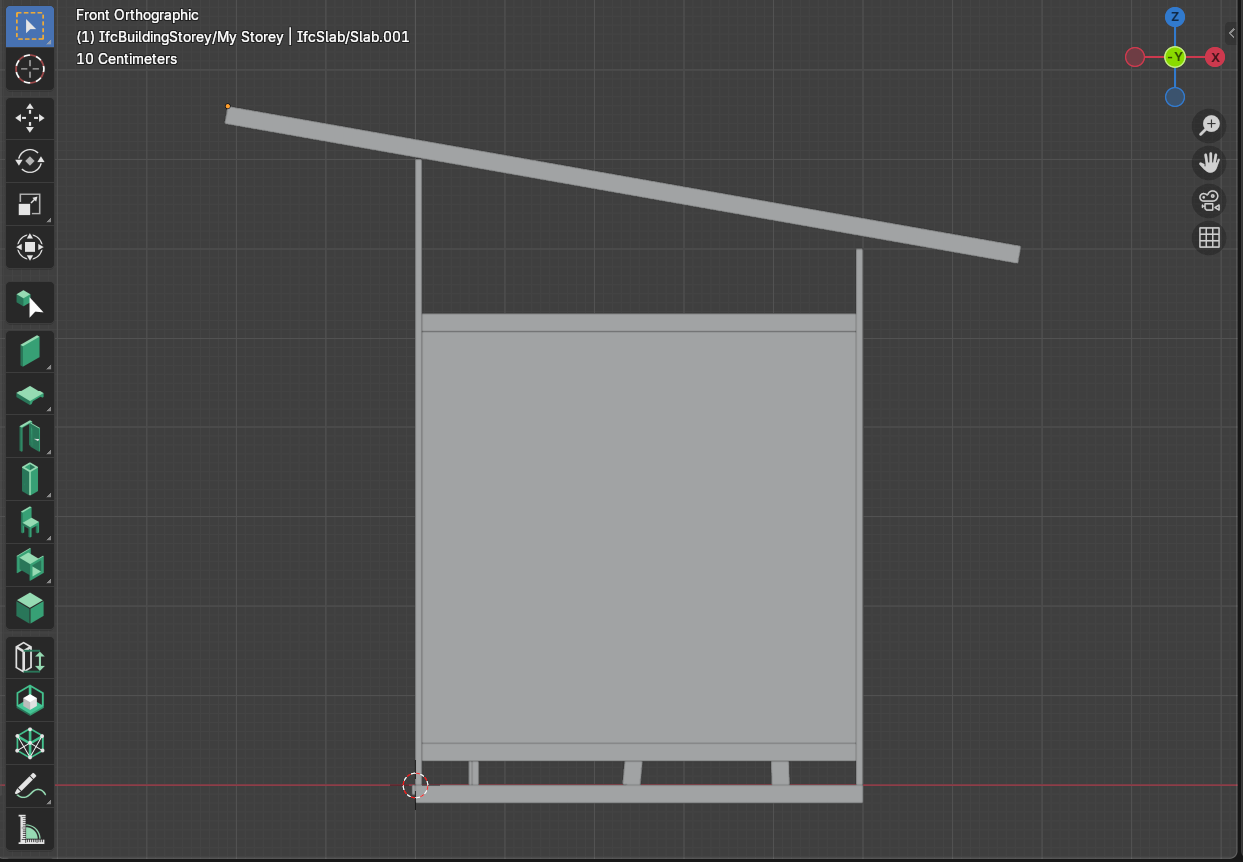 Front Orthographic
(1) IfcBuildingStorey/My Storey | IfcSlab/Slab.001
10 Centimeters
Z
-Y
X